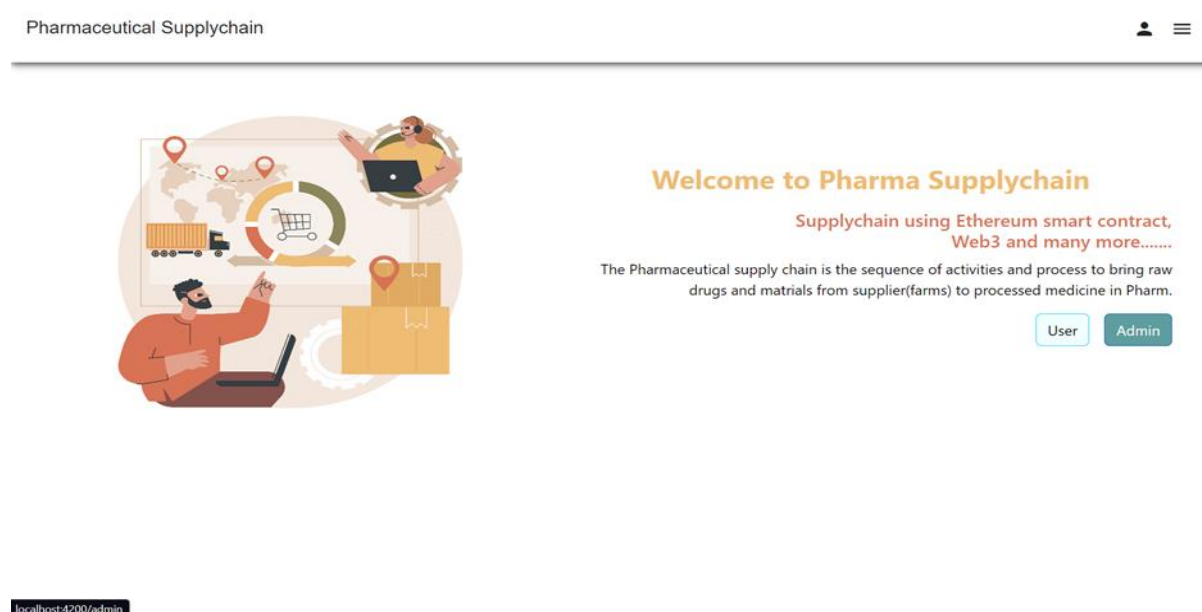 Pharmaceutical Supplychain
Welcome to Pharma Supplychain
Supplychain using Ethereum smart contract,
Web3 and many more.......
The Pharmaceutical supply chain is the sequence of activities and process to bring raw
drugs and matrials from supplier(farms) to processed medicine in Pharm.
User
Admin
localhost:4200/admin